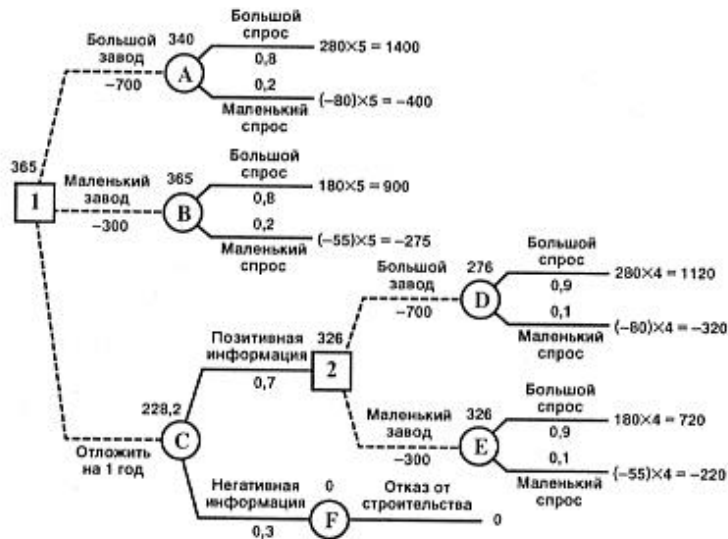 Большой
завод
−700
340
A
Большой
спрос
0,8
280×5 = 1400
0,2
Маленький
спрос
(−80)×5 = −400
365
1
Маленький
завод
−300
365
B
Большой
спрос
0,8
180×5 = 900
0,2
Маленький
спрос
(−55)×5 = −275
Отложить
на 1 год
228,2
C
Позитивная
информация
0,7
326
2
Большой
завод
−700
276
D
Большой
спрос
0,9
280×4 = 1120
0,1
Маленький
спрос
(−80)×4 = −320
Маленький
завод
−300
326
E
Большой
спрос
0,9
180×4 = 720
0,1
Маленький
спрос
(−55)×4 = −220
Негативная
информация
0,3
0
F
Отказ от
строительства
0